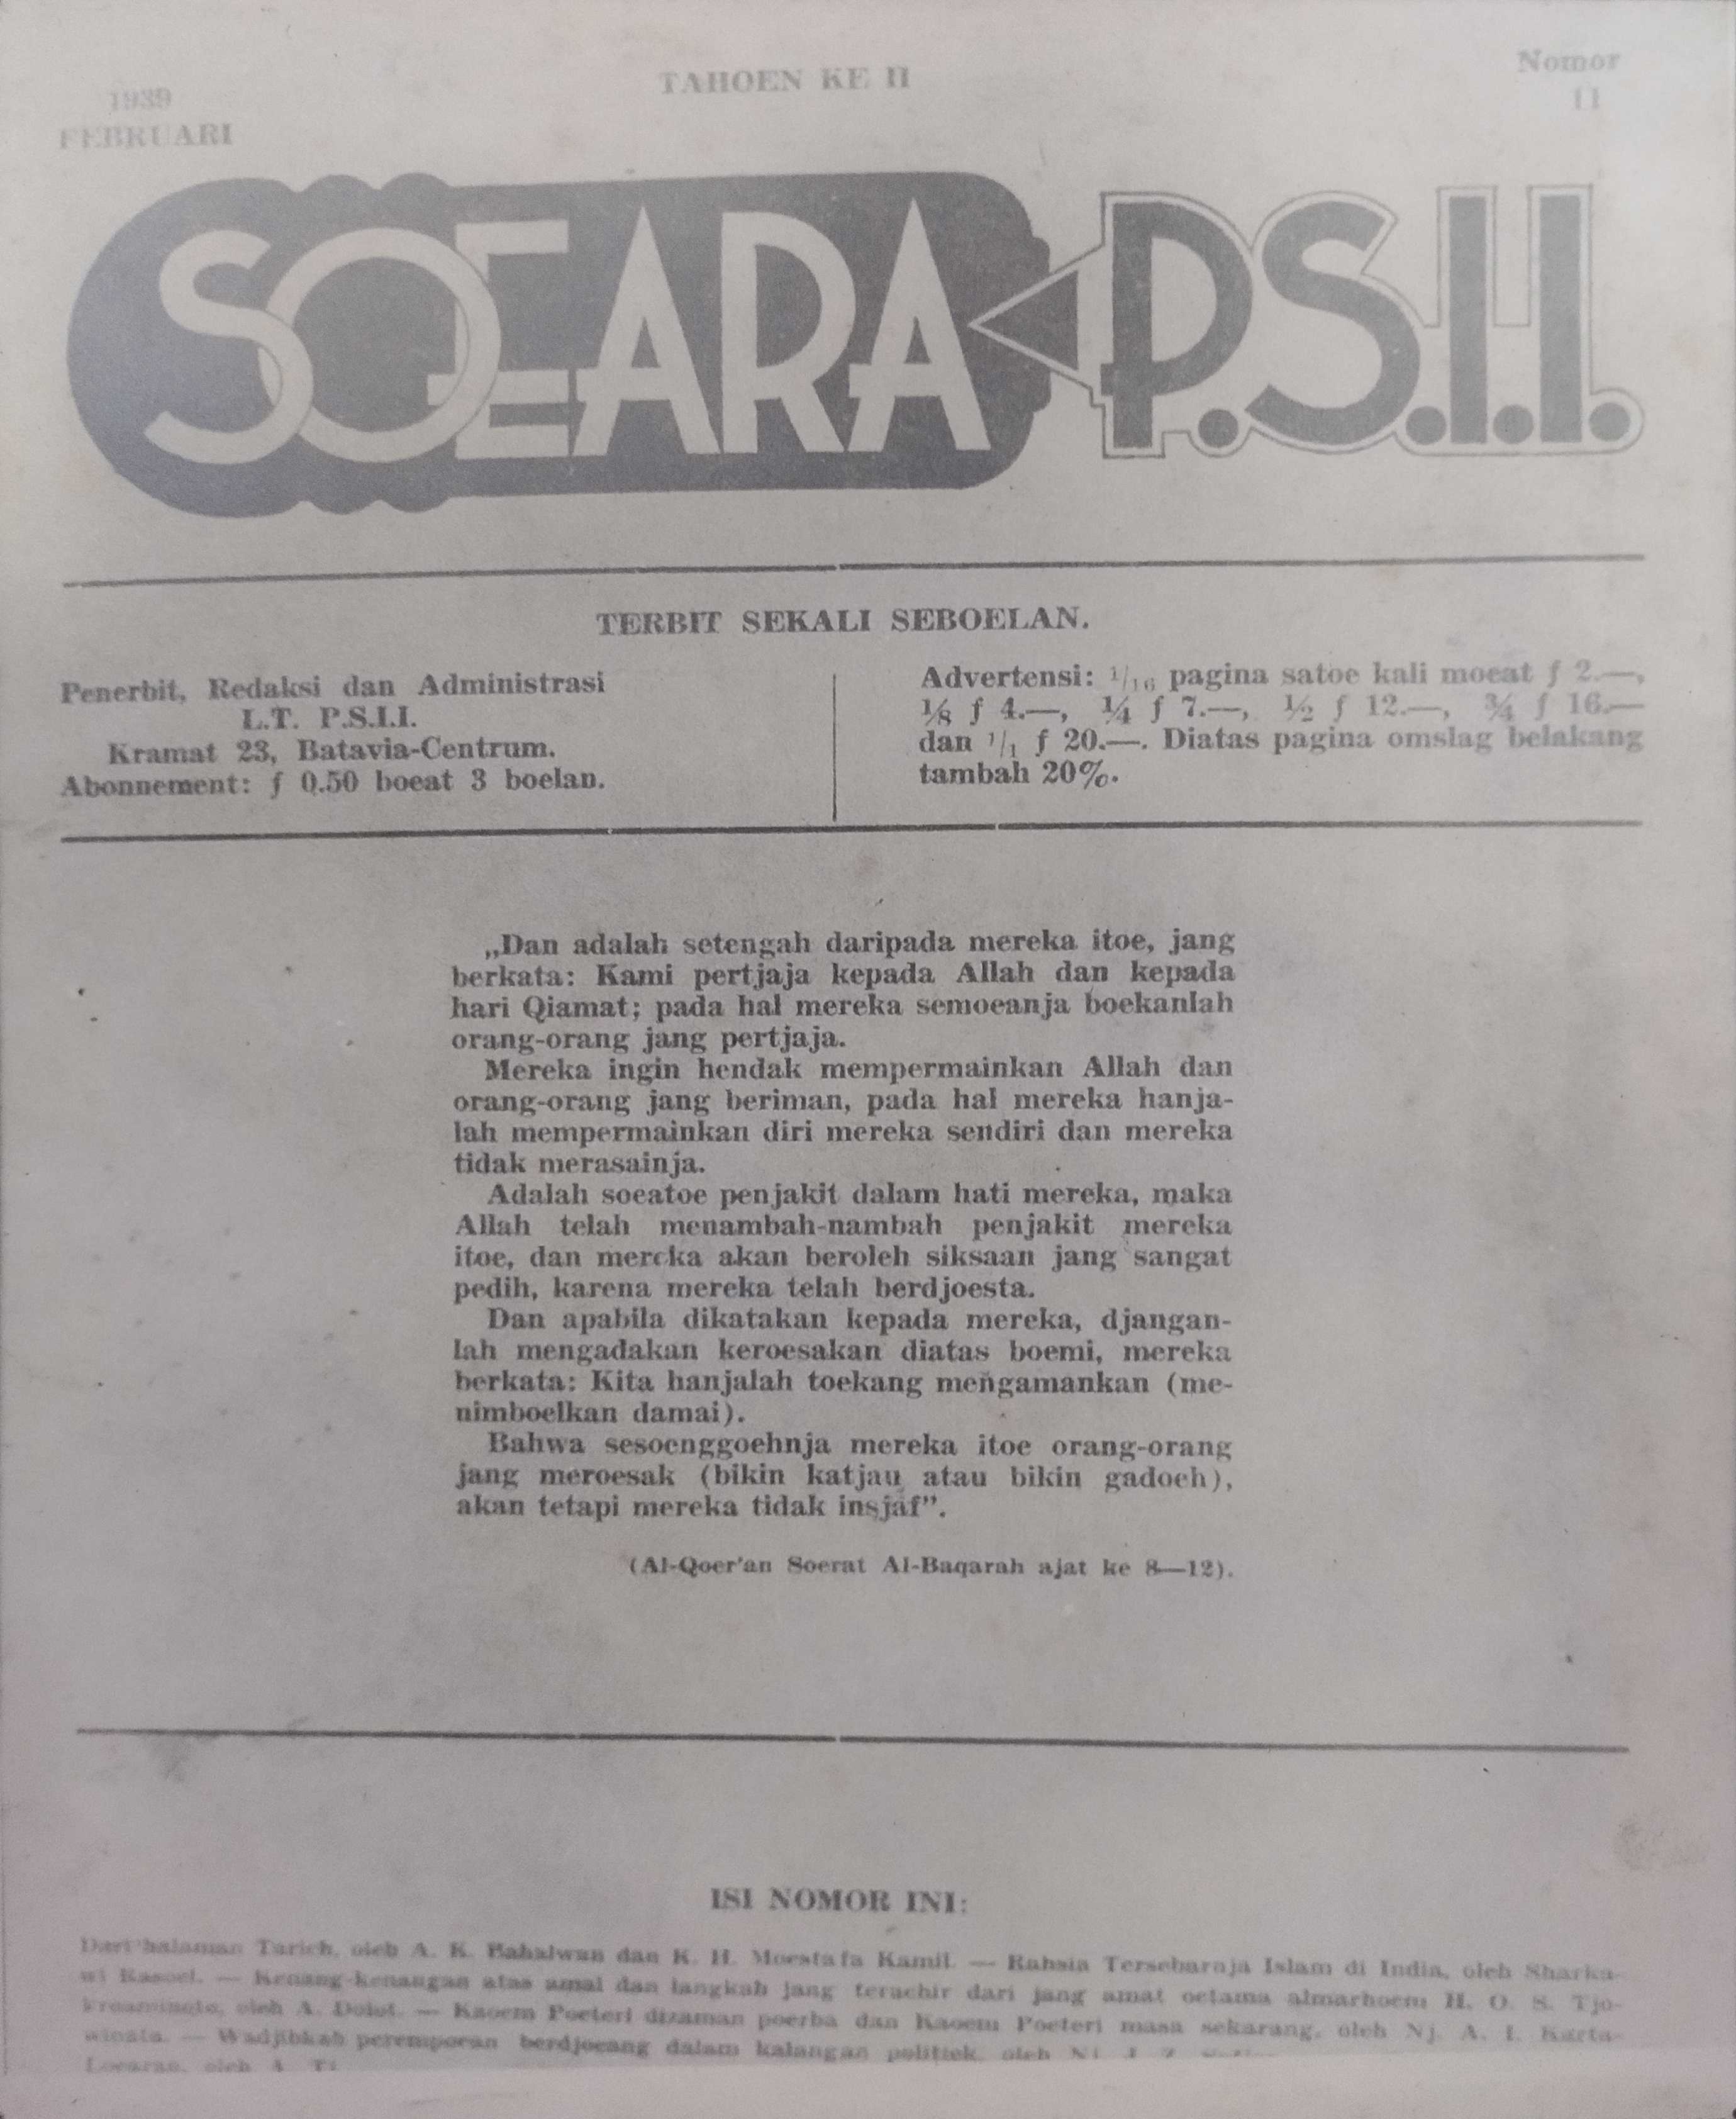 1939
FEBRUARI
TAHOEN KE II
Nomor
11
SOEARA P.S.I.I.
TERBIT SEKALI SEBOELAN.
Penerbit, Redaksi dan Administrasi
L.T. P.S.I.I.
Kramat 23, Batavia-Centrum.
Abonnement: ƒ 0.50 boeat 3 boelan.
Advertensi: 1/16 pagina satoe kali moeat ƒ 2.—,
⅛ ƒ 4.—, ¼ ƒ 7.—, ½ ƒ 12.—, ¾ ƒ 16.—
dan 1/1 ƒ 20.—. Diatas pagina omslag belakang
tambah 20%.
„Dan adalah setengah daripada mereka itoe, jang
berkata: Kami pertjaja kepada Allah dan kepada
hari Qiamat; pada hal mereka semoeanja boekanlah
orang-orang jang pertjaja.
Mereka ingin hendak mempermainkan Allah dan
orang-orang jang beriman, pada hal mereka hanja-
lah mempermainkan diri mereka sendiri dan mereka
tidak merasainja.
Adalah soeatoe penjakit dalam hati mereka, maka
Allah telah menambah-nambah penjakit mereka
itoe, dan mereka akan beroleh siksaan jang sangat
pedih, karena mereka telah berdjoesta.
Dan apabila dikatakan kepada mereka, djangan-
lah mengadakan keroesakan diatas boemi, mereka
berkata: Kita hanjalah toekang mengamankan (me-
nimboelkan damai).
Bahwa sesoenggoehnja mereka itoe orang-orang
jang meroesak (bikin katjau atau bikin gadoeh),
akan tetapi mereka tidak insjaf”.
(Al-Qoer'an Soerat Al-Baqarah ajat ke 8—12).
ISI NOMOR INI:
Dari halaman Tarich, oleh A. K. Bahalwan dan K. H. Moestafa Kamil. — Rahsia Tersebarnja Islam di India, oleh Sharka-
wi Rasoel. — Kenang-kenangan atas amal dan langkah jang terachir dari jang amat oetama almarhoem H. O. S. Tjo-
kroaminoto, oleh A. Dolot. — Kaoem Poeteri dizaman poerba dan Kaoem Poeteri masa sekarang, oleh Nj. A. I. Karta-
winata. — Wadjibkah perempoean berdjoeang dalam kalangan politiek, oleh
oleh A.